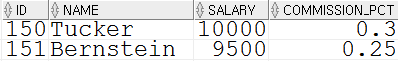 ID NAME SALARY COMMISSION_PCT
150 Tucker 10000 0.3
151 Bernstein 9500 0.25